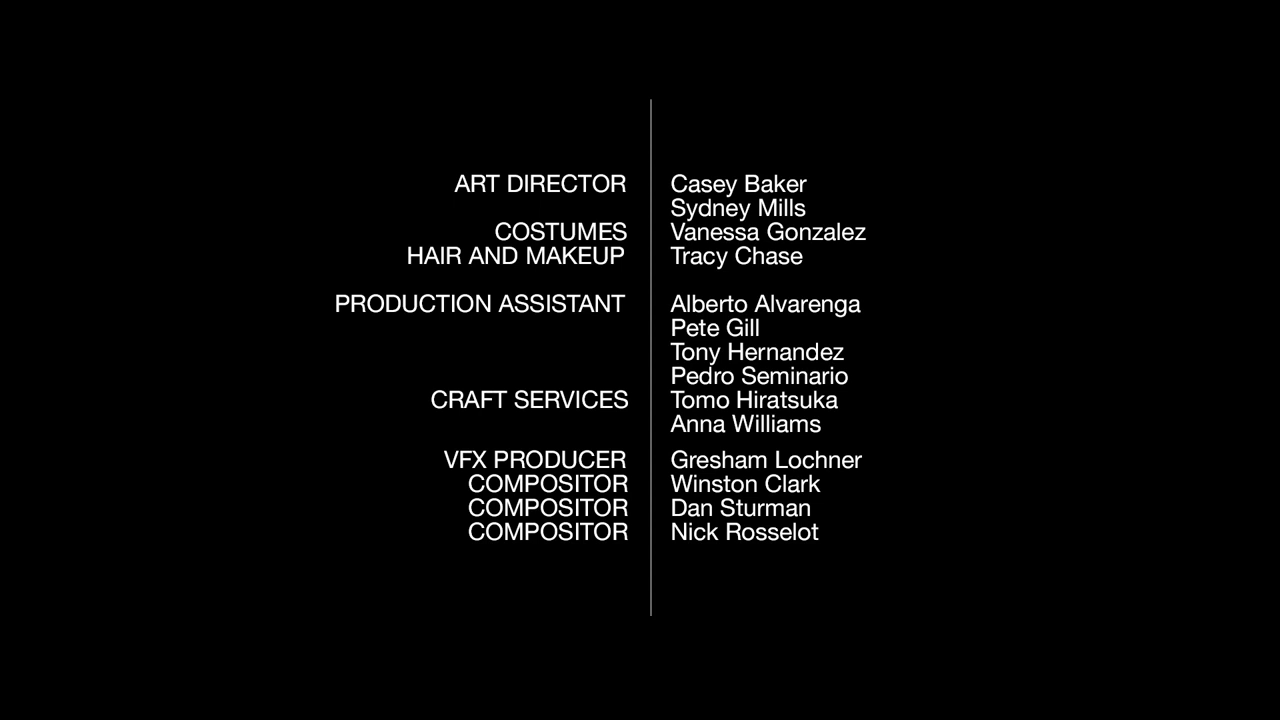 ART DIRECTOR Casey Baker
Sydney Mills
COSTUMES Vanessa Gonzalez
HAIR AND MAKEUP Tracy Chase
PRODUCTION ASSISTANT Alberto Alvarenga
Pete Gill
Tony Hernandez
Pedro Seminario
CRAFT SERVICES Tomo Hiratsuka
Anna Williams
VFX PRODUCER Gresham Lochner
COMPOSITOR Winston Clark
COMPOSITOR Dan Sturman
COMPOSITOR Nick Rosselot